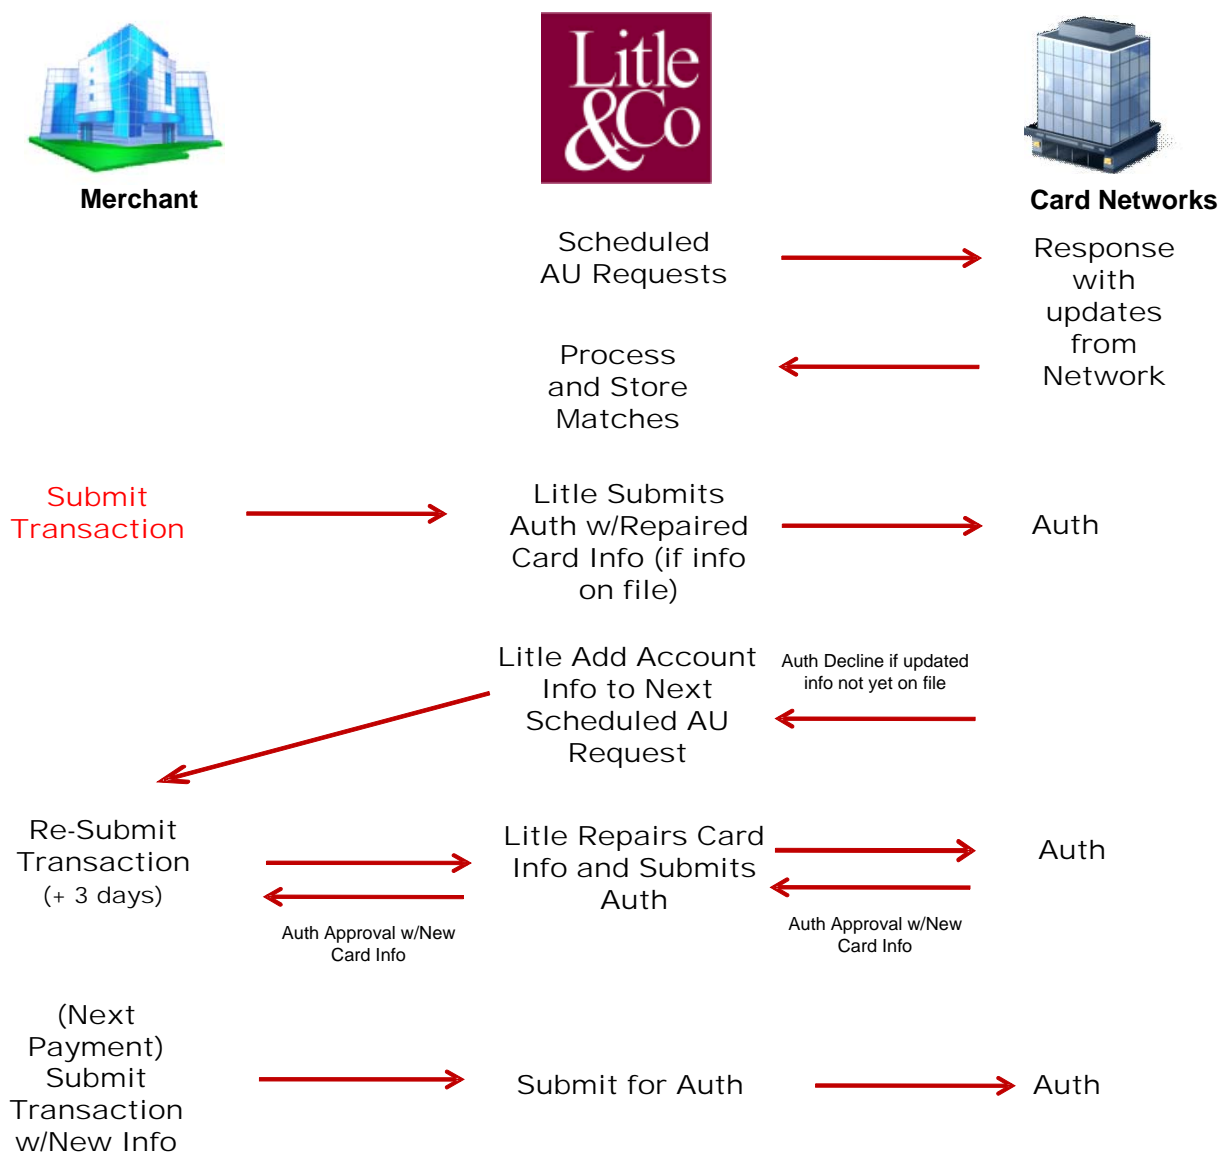 Litle
&Co
Merchant
Card Networks
Scheduled
AU Requests
Response
with
updates
from
Network
Process
and Store
Matches
Submit
Transaction
Litle Submits
Auth w/Repaired
Card Info (if info
on file)
Auth
Litle Add Account
Info to Next
Scheduled AU
Request
Auth Decline if updated
info not yet on file
Re-Submit
Transaction
(+ 3 days)
Litle Repairs Card
Info and Submits
Auth
Auth
Auth Approval w/New
Card Info
Auth Approval w/New
Card Info
(Next
Payment)
Submit
Transaction
w/New Info
Submit for Auth
Auth